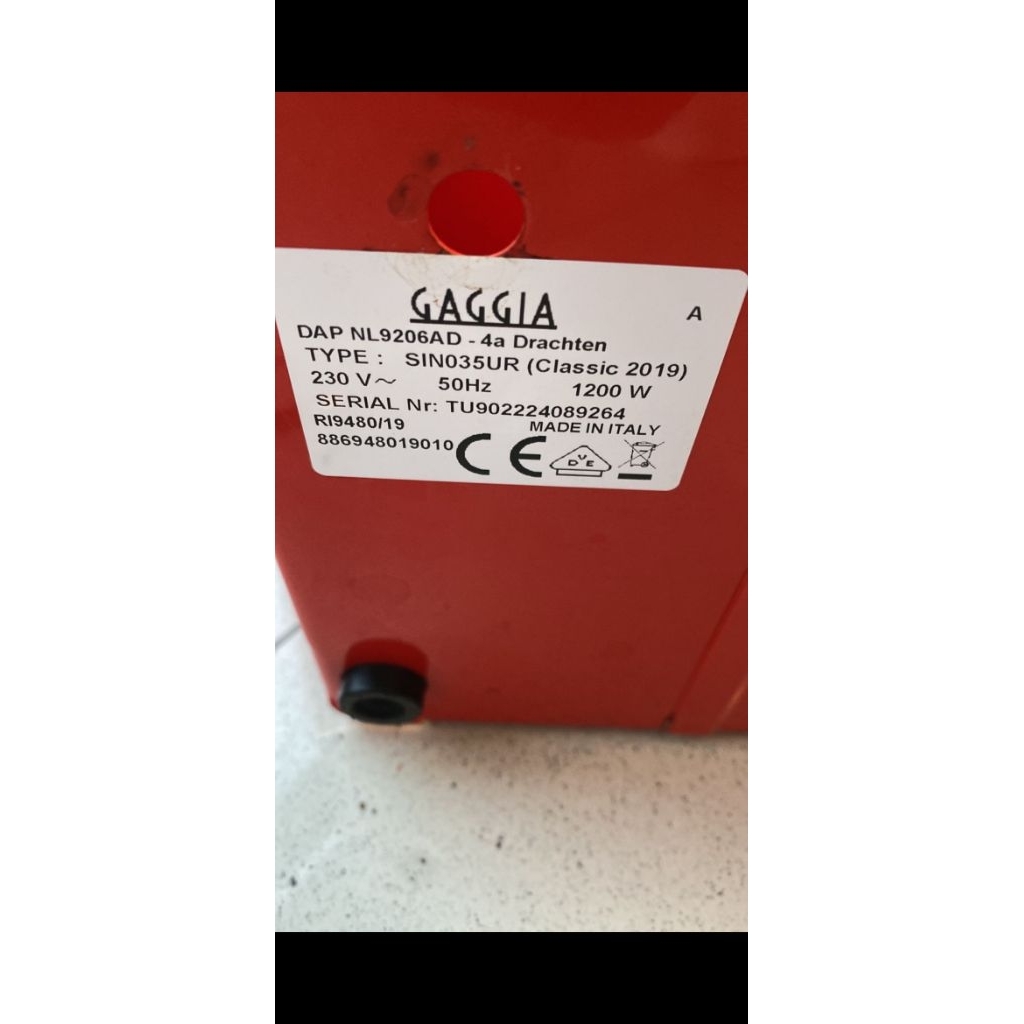 GAGGIA
A
DAP NL9206AD - 4a Drachten
TYPE : SIN035UR (Classic 2019)
230 V~ 50Hz 1200 W
SERIAL Nr: TU902224089264
RI9480/19 MADE IN ITALY
886948019010 CE DVE